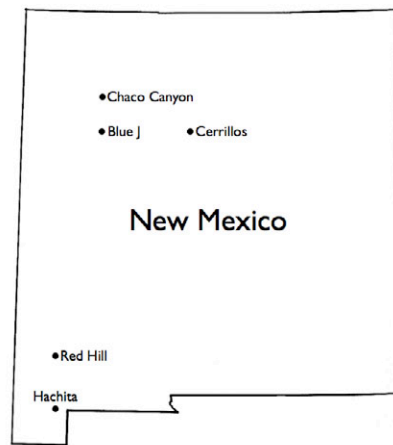 Chaco Canyon
Blue J
Cerrillos
New Mexico
Red Hill
Hachita